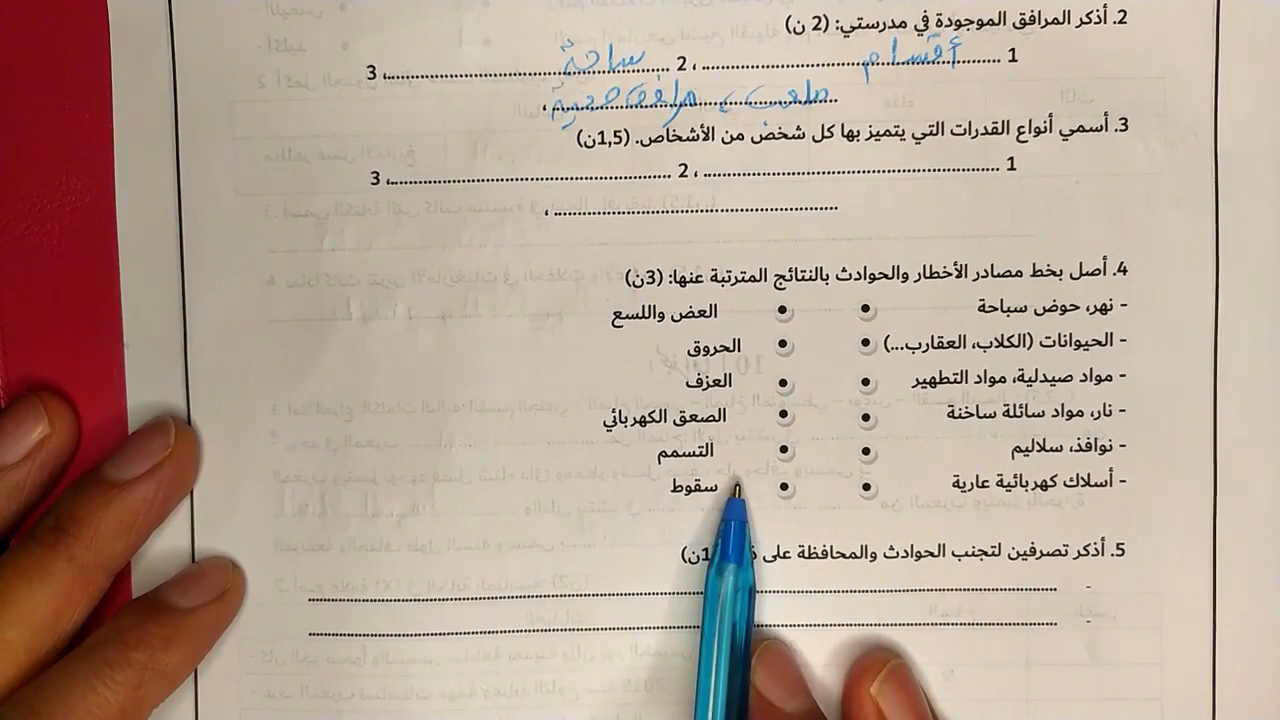 2. أذكر المرافق الموجودة في مدرستي: (2 ن)
1 أقسام ، 2 ساحة ، 3
ملعب ، مرافق صحية ،
3. أسمي أنواع القدرات التي يتميز بها كل شخص من الأشخاص. (1,5ن)
1 ........ ، 2 ........ ، 3
........ ،
4. أصل بخط مصادر الأخطار والحوادث بالنتائج المترتبة عنها: (3ن)
- نهر، حوض سباحة • • العض واللسع
- الحيوانات (الكلاب، العقارب...) • • الحروق
- مواد صيدلية، مواد التطهير • • العزف
- نار، مواد سائلة ساخنة • • الصعق الكهربائي
- نوافذ، سلاليم • • التسمم
- أسلاك كهربائية عارية • • سقوط
5. أذكر تصرفين لتجنب الحوادث والمحافظة على
-
-